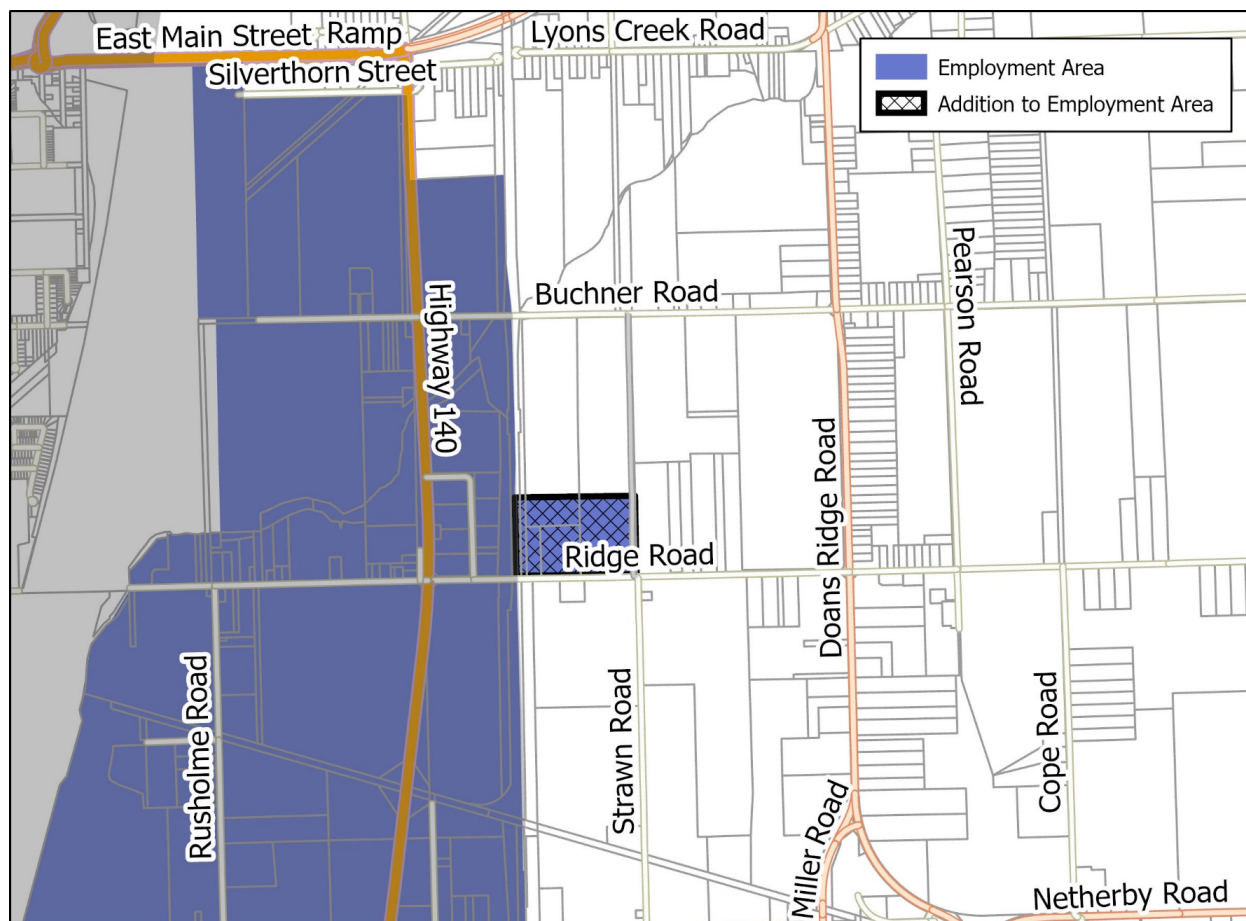 East Main Street Ramp
Lyons Creek Road
Silverthorn Street
Employment Area
Addition to Employment Area
Pearson Road
Buchner Road
Highway 140
Doans Ridge Road
Ridge Road
Rusholme Road
Strawn Road
Cope Road
Miller Road
Netherby Road